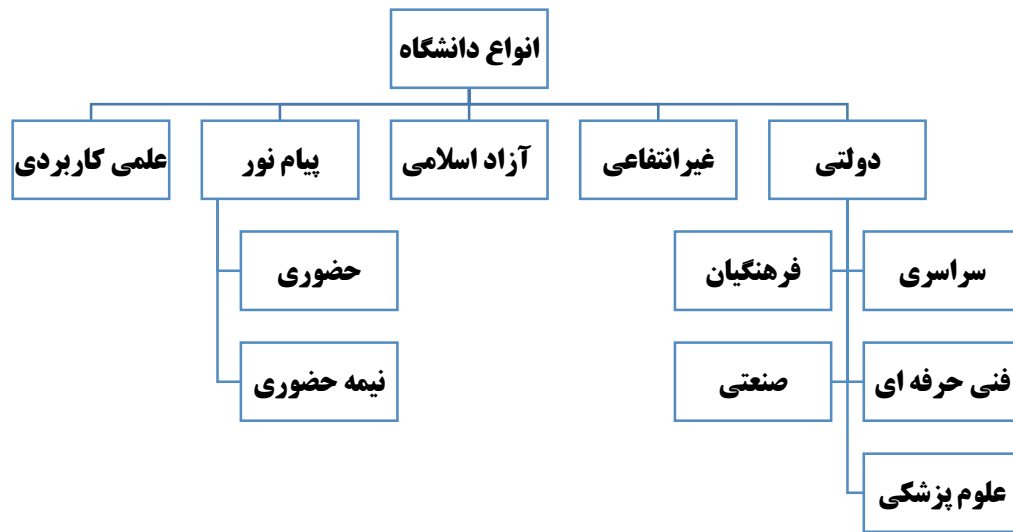 انواع دانشگاه
دولتی
غیرانتفاعی
آزاد اسلامی
پیام نور
علمی کاربردی
سراسری
فرهنگیان
حضوری
فنی حرفه ای
صنعتی
نیمه حضوری
علوم پزشکی